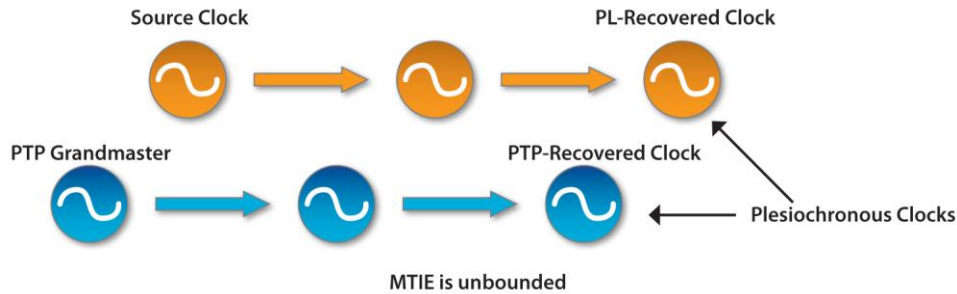 Source Clock
PL-Recovered Clock
PTP Grandmaster
PTP-Recovered Clock
Plesiochronous Clocks
MTIE is unbounded